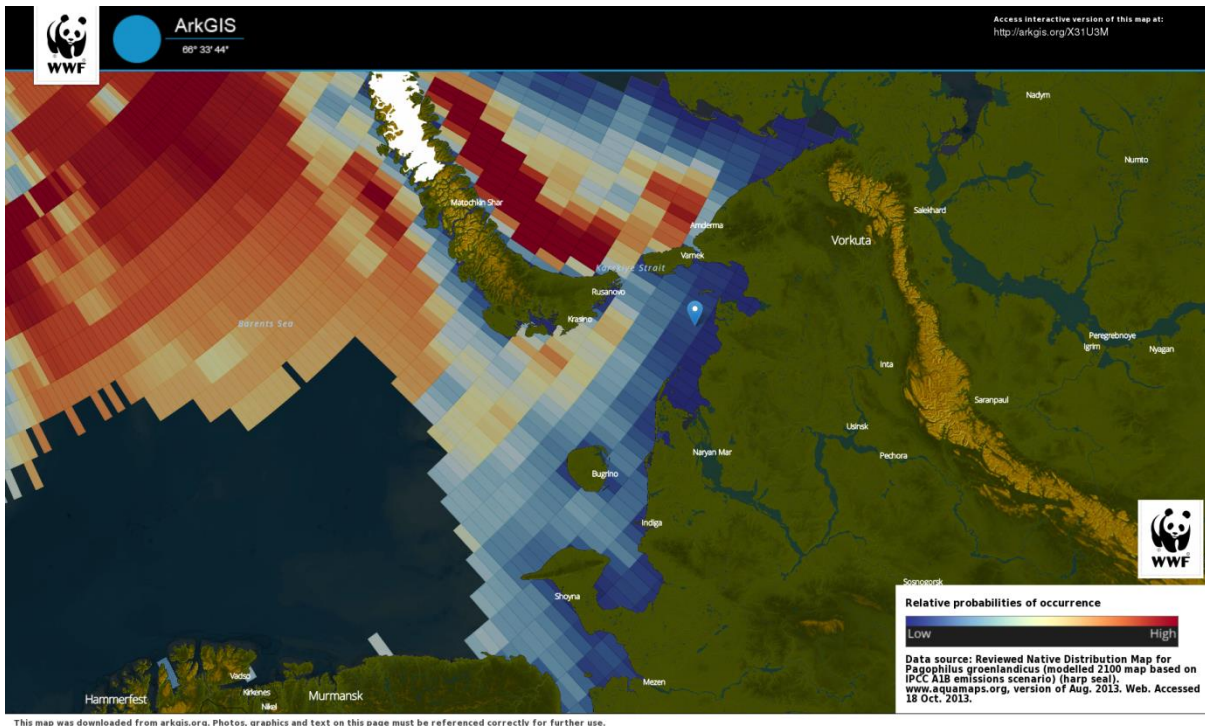 WWF
ArkGIS
66° 33' 44"
Access interactive version of this map at:
http://arkgis.org/X31U3M
Nadym
Numto
Matochkin Shar
Salekhard
Amderma
Vorkuta
Varnek
Karskiye Strait
Rusanovo
Krasino
Barents Sea
Peregrebnoye
Igrim
Nyagan
Inta
Saranpaul
Usinsk
Naryan Mar
Pechora
Bugrino
Indiga
WWF
Sosnogorsk
Shoyna
Relative probabilities of occurrence
Low
High
Data source: Reviewed Native Distribution Map for
Pagophilus groenlandicus (modelled 2100 map based on
IPCC A1B emissions scenario) (harp seal).
www.aquamaps.org, version of Aug. 2013. Web. Accessed
18 Oct. 2013.
Vadsø
Kirkenes
Mezen
Hammerfest
Murmansk
Nikel
This map was downloaded from arkgis.org. Photos, graphics and text on this page must be referenced correctly for further use.